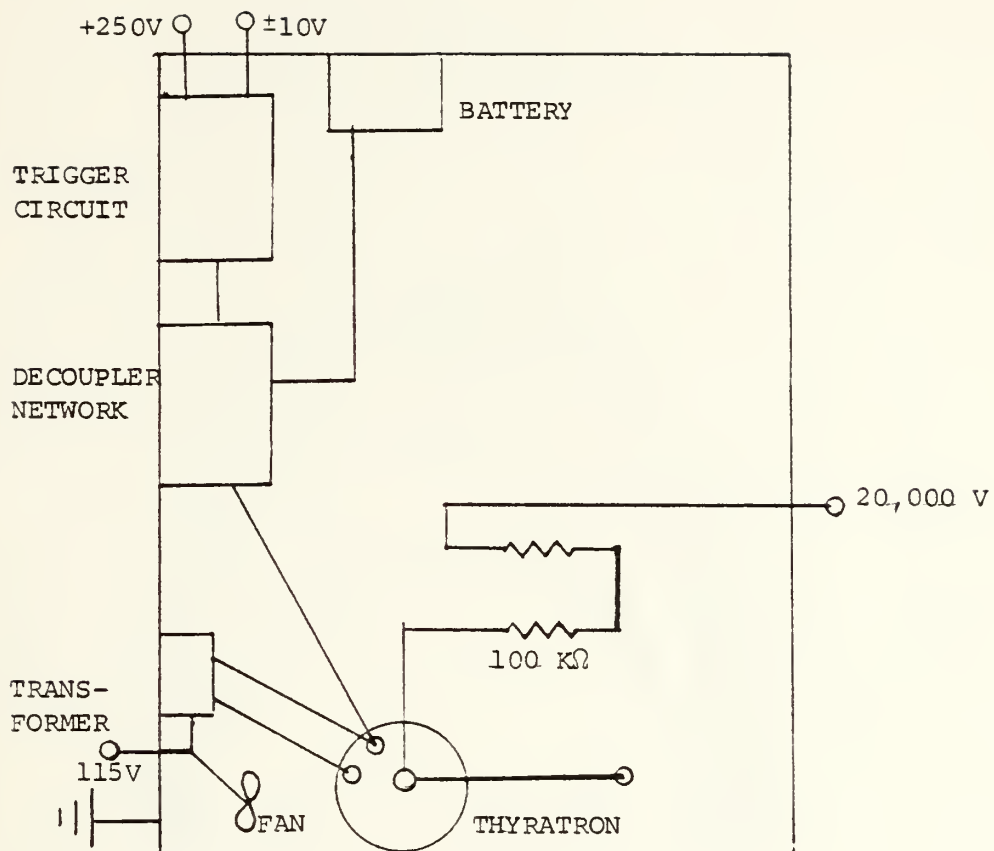 +250V
±10V
BATTERY
TRIGGER
CIRCUIT
DECOUPLER
NETWORK
20,000 V
100 KΩ
TRANS-
FORMER
115V
FAN
THYRATRON